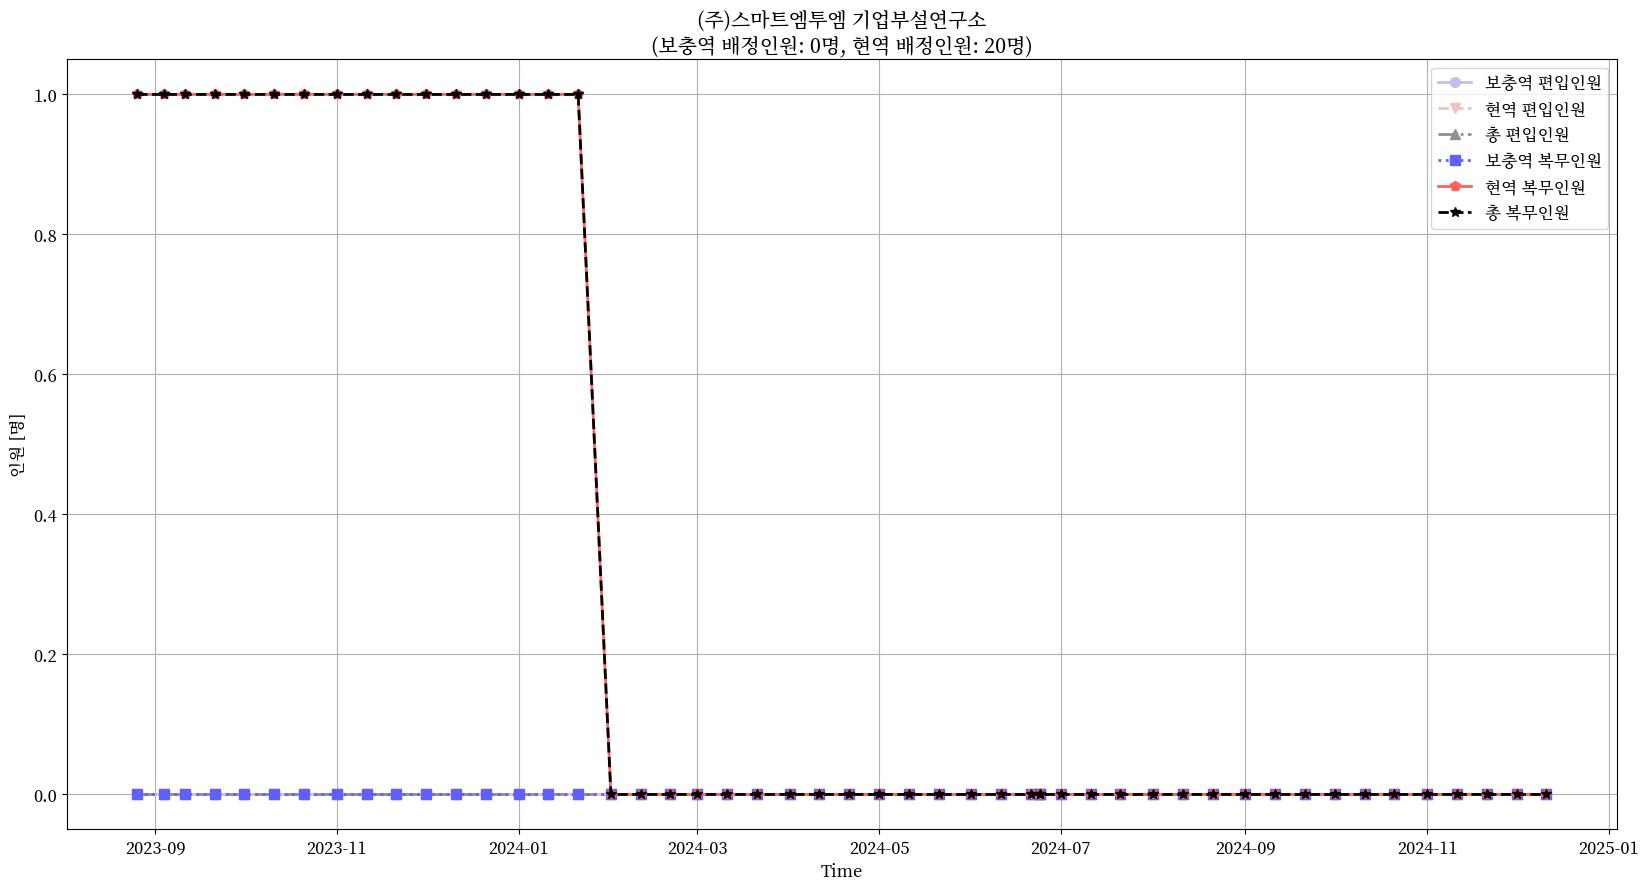 (주)스마트엠투엠 기업부설연구소
(보충역 배정인원: 0명, 현역 배정인원: 20명)
보충역 편입인원
현역 편입인원
총 편입인원
보충역 복무인원
현역 복무인원
총 복무인원
1.0
0.8
0.6
0.4
0.2
0.0
인원 [명]
2023-09
2023-11
2024-01
2024-03
2024-05
2024-07
2024-09
2024-11
2025-01
Time